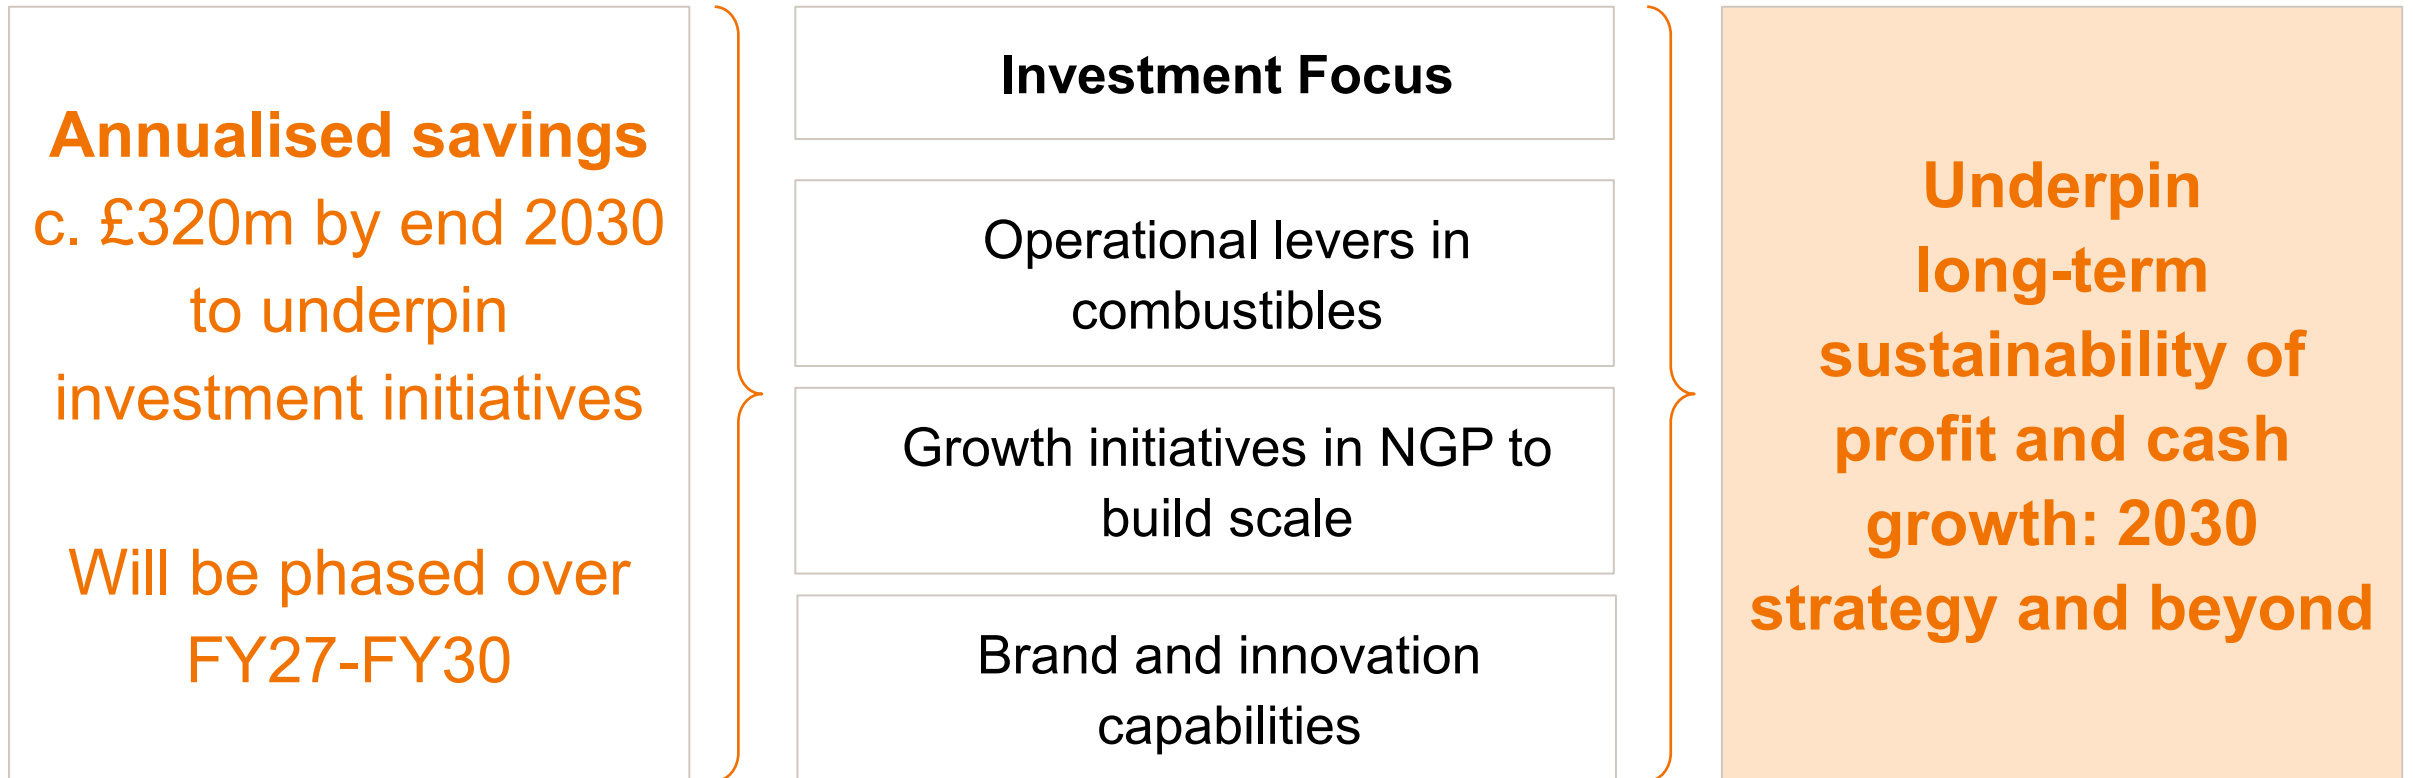 Annualised savings
c. £320m by end 2030
to underpin
investment initiatives
Will be phased over
FY27-FY30
Investment Focus
Operational levers in
combustibles
Growth initiatives in NGP to
build scale
Brand and innovation
capabilities
Underpin
long-term
sustainability of
profit and cash
growth: 2030
strategy and beyond